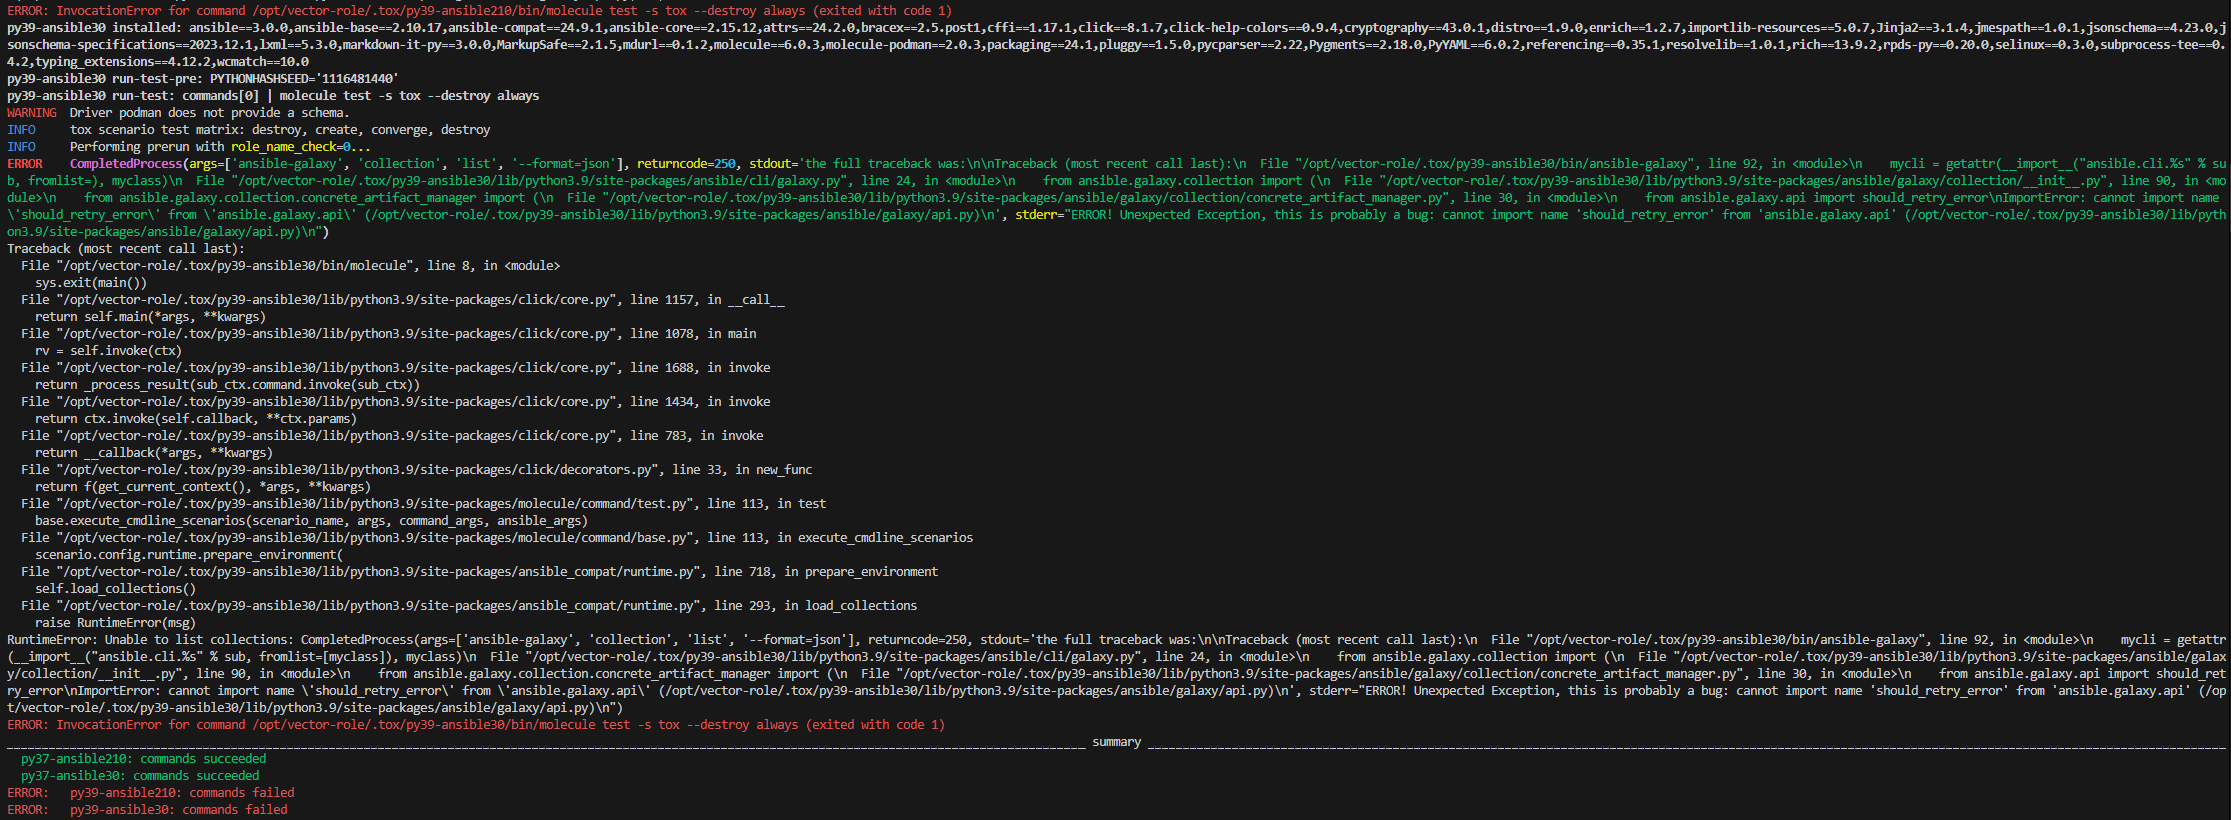 ERROR: InvocationError for command /opt/vector-role/.tox/py39-ansible210/bin/molecule test -s tox --destroy always (exited with code 1)
py39-ansible30 installed: ansible==3.0.0,ansible-base==2.10.17,ansible-compat==24.9.1,ansible-core==2.15.12,attrs==24.2.0,bracex==2.5.post1,cffi==1.17.1,click==8.1.7,click-help-colors==0.9.4,cryptography==43.0.1,distro==1.9.0,enrich==1.2.7,importlib-resources==5.0.7,Jinja2==3.1.4,jmespath==1.0.1,jsonschema==4.23.0,j
sonschema-specifications==2023.12.1,lxml==5.3.0,markdown-it-py==3.0.0,MarkupSafe==2.1.5,mdurl==0.1.2,molecule==6.0.3,molecule-podman==2.0.3,packaging==24.1,pluggy==1.5.0,pycparser==2.22,Pygments==2.18.0,PyYAML==6.0.2,referencing==0.35.1,resolvelib==1.0.1,rich==13.9.2,rpds-py==0.20.0,selinux==0.3.0,subprocess-tee==0.
4.2,typing_extensions==4.12.2,wcmatch==10.0
py39-ansible30 run-test-pre: PYTHONHASHSEED='1116481440'
py39-ansible30 run-test: commands[0] | molecule test -s tox --destroy always
WARNING  Driver podman does not provide a schema.
INFO     tox scenario test matrix: destroy, create, converge, destroy
INFO     Performing prerun with role_name_check=0...
ERROR    CompletedProcess(args=['ansible-galaxy', 'collection', 'list', '--format=json'], returncode=250, stdout='the full traceback was:\n\nTraceback (most recent call last):\n  File "/opt/vector-role/.tox/py39-ansible30/bin/ansible-galaxy", line 92, in <module>\n    mycli = getattr(__import__("ansible.cli.%s" % su
b, fromlist=), myclass)\n  File "/opt/vector-role/.tox/py39-ansible30/lib/python3.9/site-packages/ansible/cli/galaxy.py", line 24, in <module>\n    from ansible.galaxy.collection import (\n  File "/opt/vector-role/.tox/py39-ansible30/lib/python3.9/site-packages/ansible/galaxy/collection/__init__.py", line 90, in <mo
dule>\n    from ansible.galaxy.collection.concrete_artifact_manager import (\n  File "/opt/vector-role/.tox/py39-ansible30/lib/python3.9/site-packages/ansible/galaxy/collection/concrete_artifact_manager.py", line 30, in <module>\n    from ansible.galaxy.api import should_retry_error\nImportError: cannot import name
\'should_retry_error\' from \'ansible.galaxy.api\' (/opt/vector-role/.tox/py39-ansible30/lib/python3.9/site-packages/ansible/galaxy/api.py)\n', stderr="ERROR! Unexpected Exception, this is probably a bug: cannot import name 'should_retry_error' from 'ansible.galaxy.api' (/opt/vector-role/.tox/py39-ansible30/lib/pyth
on3.9/site-packages/ansible/galaxy/api.py)\n")
Traceback (most recent call last):
  File "/opt/vector-role/.tox/py39-ansible30/bin/molecule", line 8, in <module>
    sys.exit(main())
  File "/opt/vector-role/.tox/py39-ansible30/lib/python3.9/site-packages/click/core.py", line 1157, in __call__
    return self.main(*args, **kwargs)
  File "/opt/vector-role/.tox/py39-ansible30/lib/python3.9/site-packages/click/core.py", line 1078, in main
    rv = self.invoke(ctx)
  File "/opt/vector-role/.tox/py39-ansible30/lib/python3.9/site-packages/click/core.py", line 1688, in invoke
    return _process_result(sub_ctx.command.invoke(sub_ctx))
  File "/opt/vector-role/.tox/py39-ansible30/lib/python3.9/site-packages/click/core.py", line 1434, in invoke
    return ctx.invoke(self.callback, **ctx.params)
  File "/opt/vector-role/.tox/py39-ansible30/lib/python3.9/site-packages/click/core.py", line 783, in invoke
    return __callback(*args, **kwargs)
  File "/opt/vector-role/.tox/py39-ansible30/lib/python3.9/site-packages/click/decorators.py", line 33, in new_func
    return f(get_current_context(), *args, **kwargs)
  File "/opt/vector-role/.tox/py39-ansible30/lib/python3.9/site-packages/molecule/command/test.py", line 113, in test
    base.execute_cmdline_scenarios(scenario_name, args, command_args, ansible_args)
  File "/opt/vector-role/.tox/py39-ansible30/lib/python3.9/site-packages/molecule/command/base.py", line 113, in execute_cmdline_scenarios
    scenario.config.runtime.prepare_environment(
  File "/opt/vector-role/.tox/py39-ansible30/lib/python3.9/site-packages/ansible_compat/runtime.py", line 718, in prepare_environment
    self.load_collections()
  File "/opt/vector-role/.tox/py39-ansible30/lib/python3.9/site-packages/ansible_compat/runtime.py", line 293, in load_collections
    raise RuntimeError(msg)
RuntimeError: Unable to list collections: CompletedProcess(args=['ansible-galaxy', 'collection', 'list', '--format=json'], returncode=250, stdout='the full traceback was:\n\nTraceback (most recent call last):\n  File "/opt/vector-role/.tox/py39-ansible30/bin/ansible-galaxy", line 92, in <module>\n    mycli = getattr
(__import__("ansible.cli.%s" % sub, fromlist=[myclass]), myclass)\n  File "/opt/vector-role/.tox/py39-ansible30/lib/python3.9/site-packages/ansible/cli/galaxy.py", line 24, in <module>\n    from ansible.galaxy.collection import (\n  File "/opt/vector-role/.tox/py39-ansible30/lib/python3.9/site-packages/ansible/galax
y/collection/__init__.py", line 90, in <module>\n    from ansible.galaxy.collection.concrete_artifact_manager import (\n  File "/opt/vector-role/.tox/py39-ansible30/lib/python3.9/site-packages/ansible/galaxy/collection/concrete_artifact_manager.py", line 30, in <module>\n    from ansible.galaxy.api import should_ret
ry_error\nImportError: cannot import name \'should_retry_error\' from \'ansible.galaxy.api\' (/opt/vector-role/.tox/py39-ansible30/lib/python3.9/site-packages/ansible/galaxy/api.py)\n', stderr="ERROR! Unexpected Exception, this is probably a bug: cannot import name 'should_retry_error' from 'ansible.galaxy.api' (/op
t/vector-role/.tox/py39-ansible30/lib/python3.9/site-packages/ansible/galaxy/api.py)\n")
ERROR: InvocationError for command /opt/vector-role/.tox/py39-ansible30/bin/molecule test -s tox --destroy always (exited with code 1)
summary
  py37-ansible210: commands succeeded
  py37-ansible30: commands succeeded
ERROR:   py39-ansible210: commands failed
ERROR:   py39-ansible30: commands failed